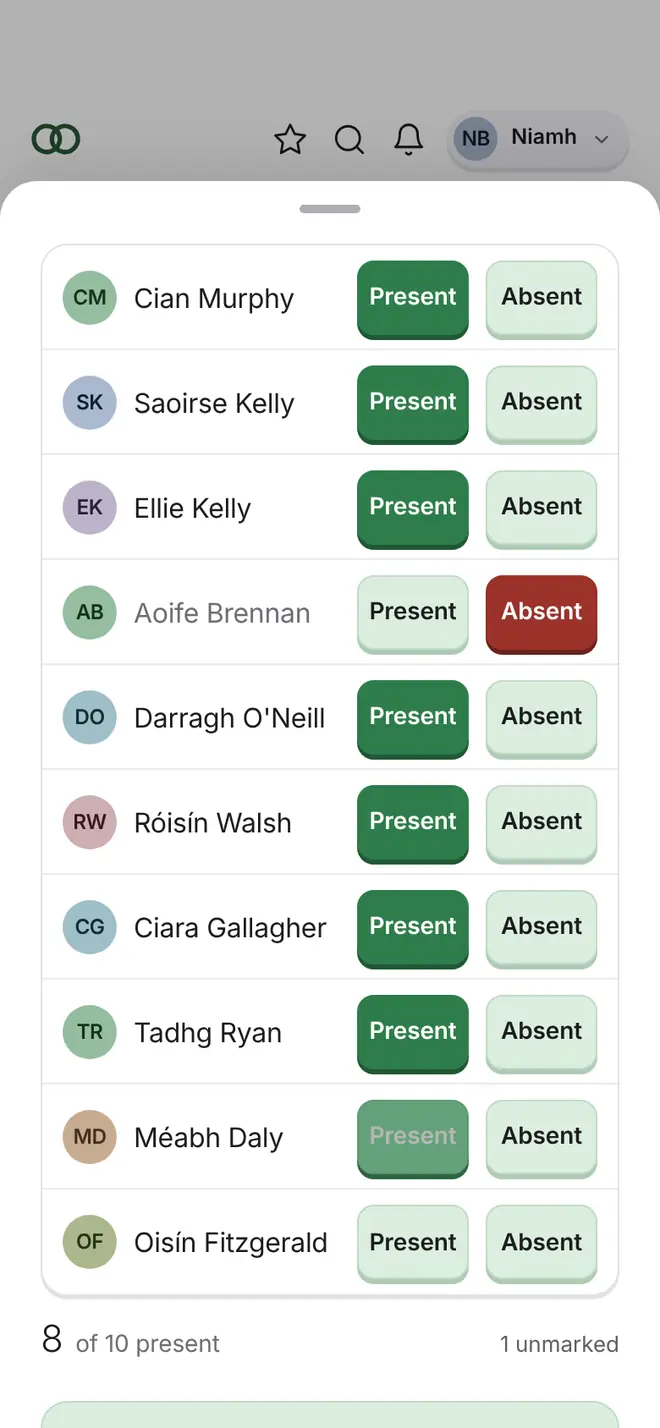 NB Niamh
CM Cian Murphy Present Absent
SK Saoirse Kelly Present Absent
EK Ellie Kelly Present Absent
AB Aoife Brennan Present Absent
DO Darragh O'Neill Present Absent
RW Róisín Walsh Present Absent
CG Ciara Gallagher Present Absent
TR Tadhg Ryan Present Absent
MD Méabh Daly Present Absent
OF Oisín Fitzgerald Present Absent
8 of 10 present 1 unmarked